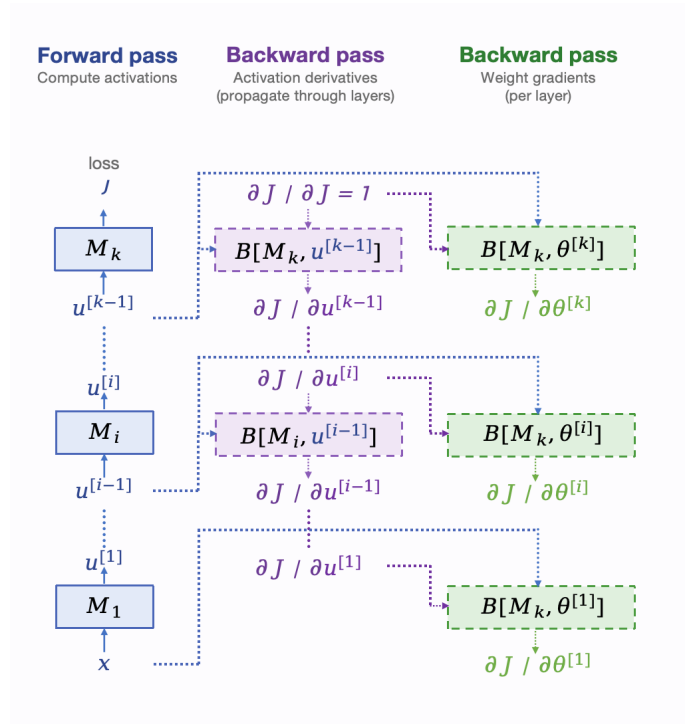 Forward pass
Compute activations
Backward pass
Activation derivatives
(propagate through layers)
Backward pass
Weight gradients
(per layer)
loss
J
∂J / ∂J = 1
M_k
B[M_k, u^[k−1]]
B[M_k, θ^[k]]
u^[k−1]
∂J / ∂u^[k−1]
∂J / ∂θ^[k]
u^[i]
∂J / ∂u^[i]
M_i
B[M_i, u^[i−1]]
B[M_k, θ^[i]]
u^[i−1]
∂J / ∂u^[i−1]
∂J / ∂θ^[i]
u^[1]
∂J / ∂u^[1]
M_1
B[M_k, θ^[1]]
x
∂J / ∂θ^[1]